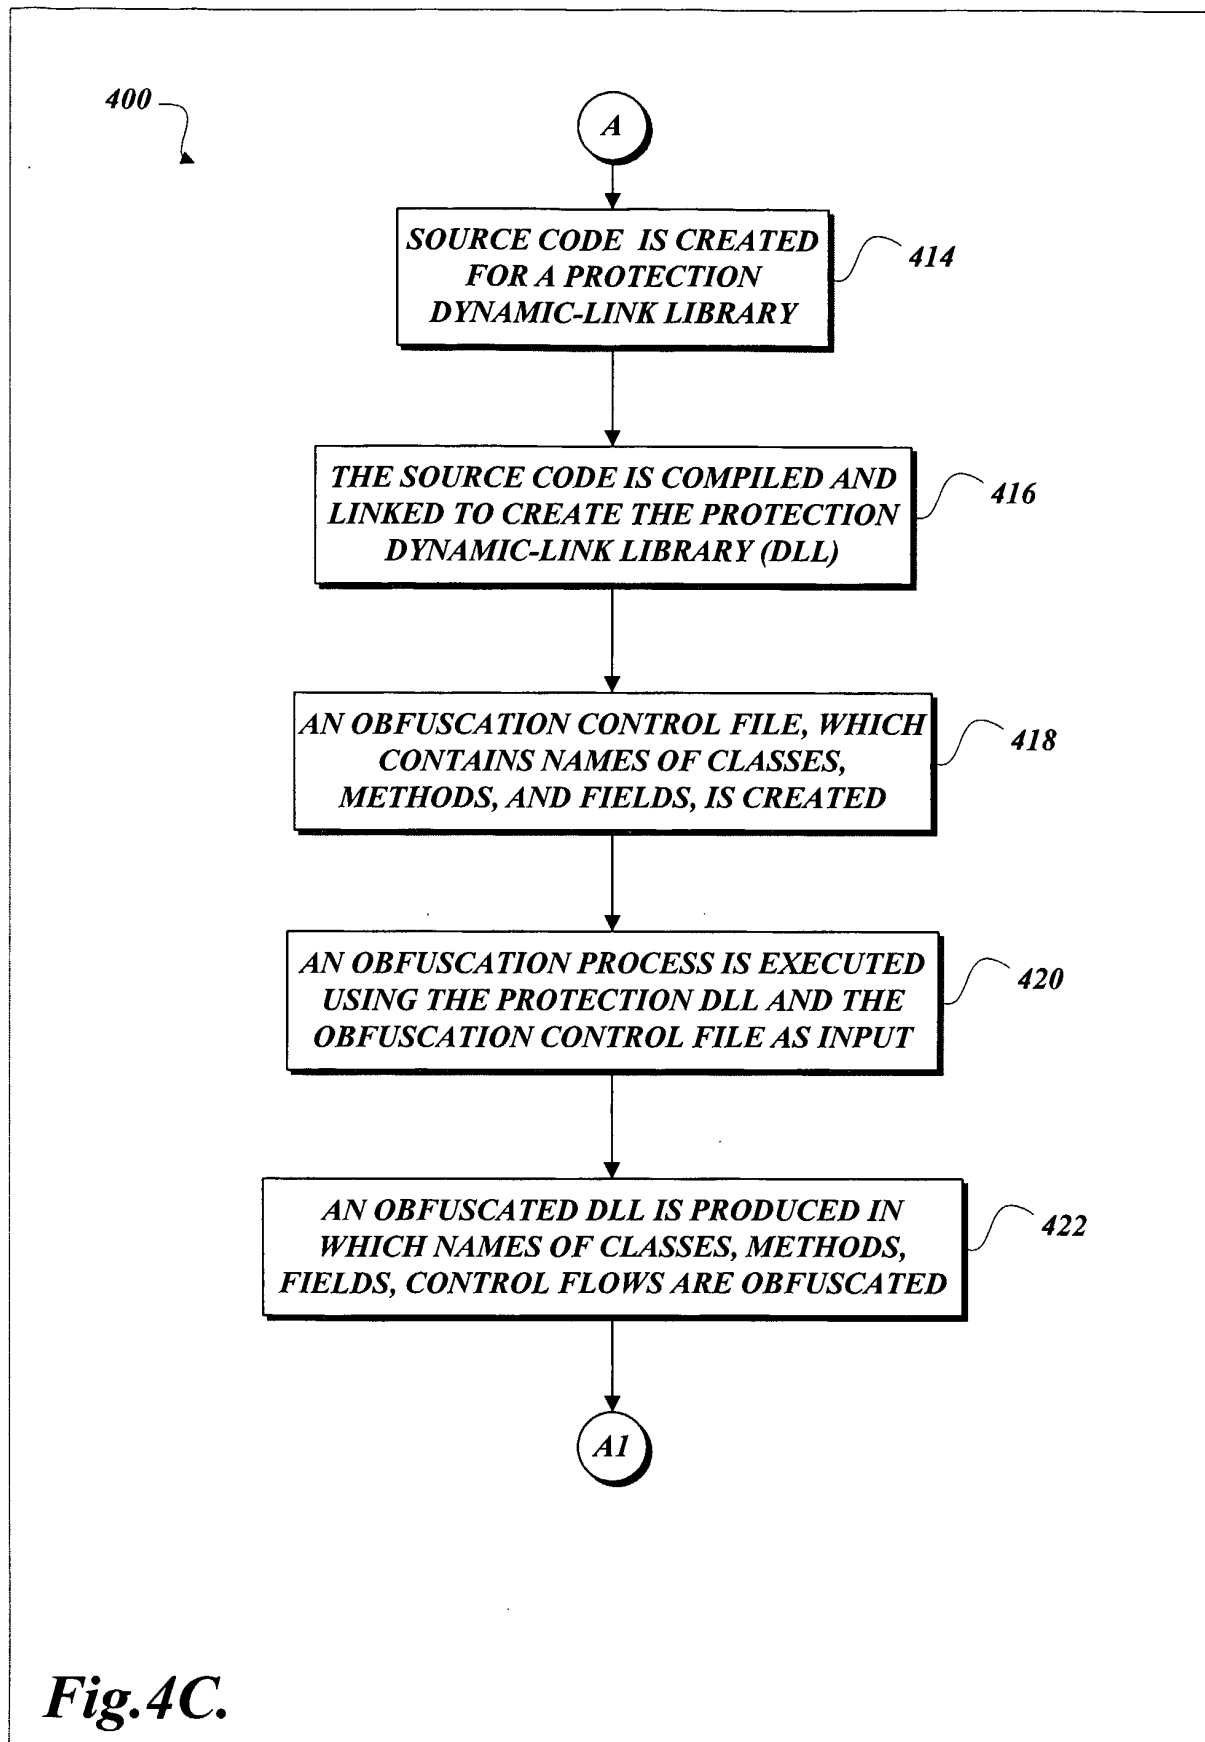 400
A
SOURCE CODE IS CREATED
FOR A PROTECTION
DYNAMIC-LINK LIBRARY
414
THE SOURCE CODE IS COMPILED AND
LINKED TO CREATE THE PROTECTION
DYNAMIC-LINK LIBRARY (DLL)
416
AN OBFUSCATION CONTROL FILE, WHICH
CONTAINS NAMES OF CLASSES,
METHODS, AND FIELDS, IS CREATED
418
AN OBFUSCATION PROCESS IS EXECUTED
USING THE PROTECTION DLL AND THE
OBFUSCATION CONTROL FILE AS INPUT
420
AN OBFUSCATED DLL IS PRODUCED IN
WHICH NAMES OF CLASSES, METHODS,
FIELDS, CONTROL FLOWS ARE OBFUSCATED
422
A1
Fig.4C.